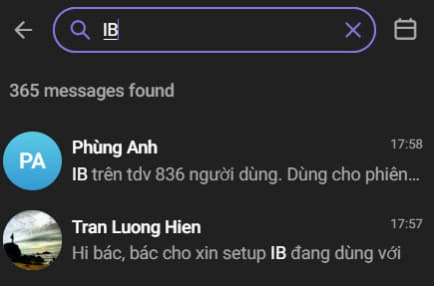 IB
365 messages found
PA
Phùng Anh
17:58
IB trên tdv 836 người dùng. Dùng cho phiên...
Tran Luong Hien
17:57
Hi bác, bác cho xin setup IB đang dùng với